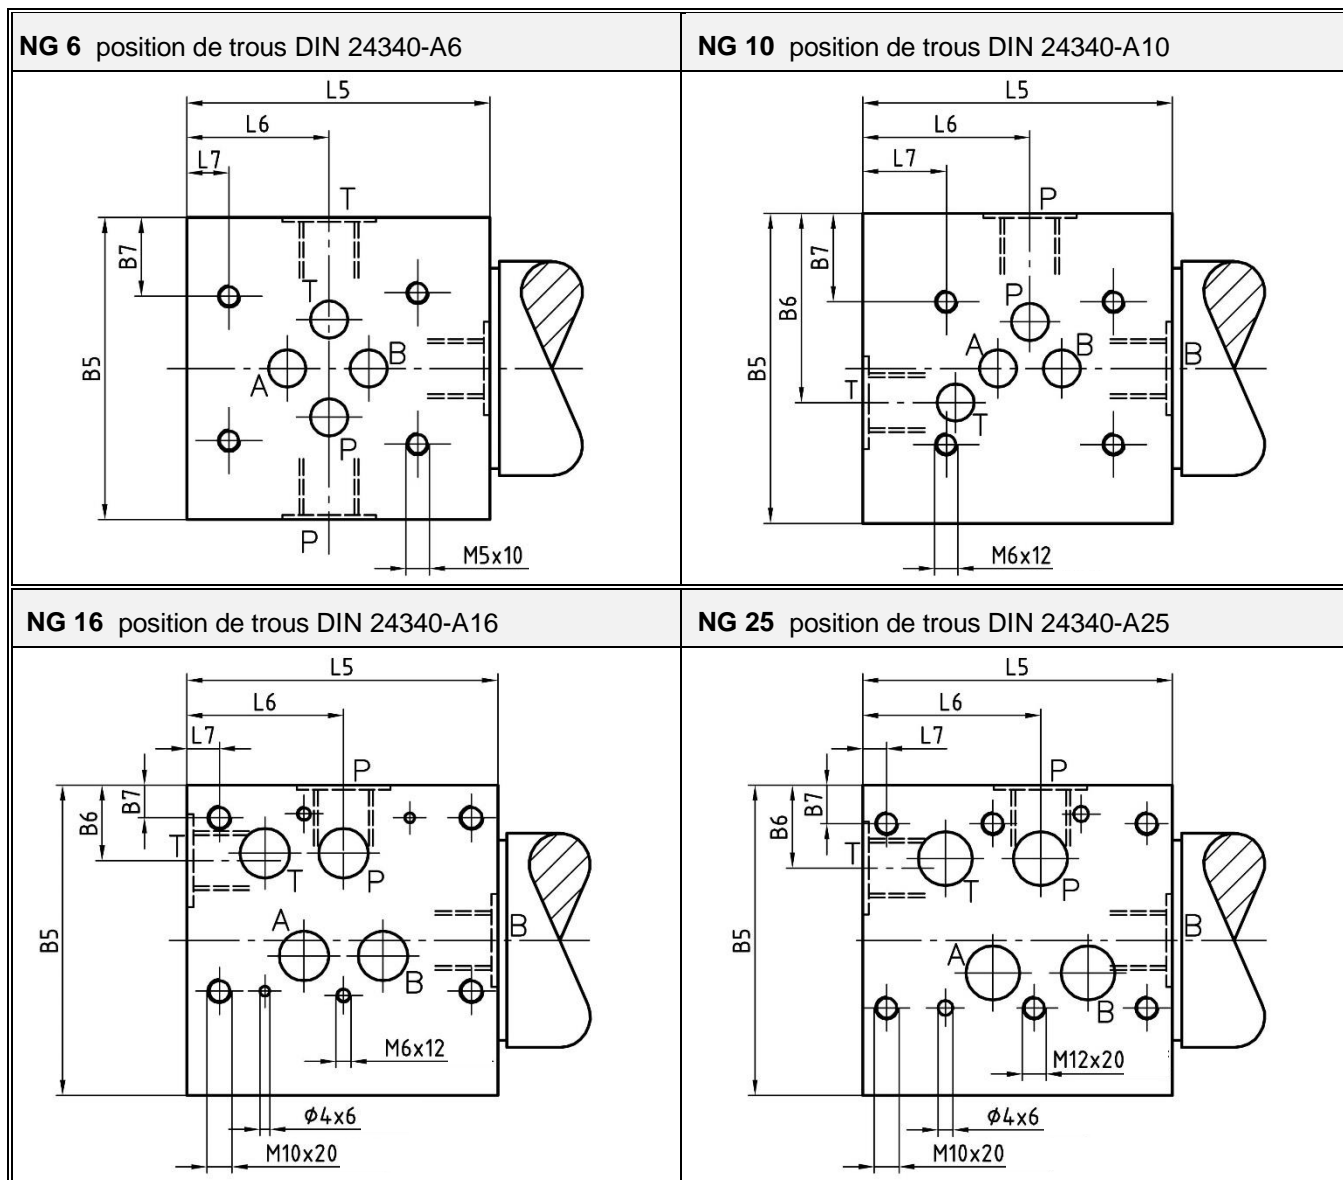 NG 6 position de trous DIN 24340-A6
L5
L6
L7
T
B7
B5
T
A
B
P
P
M5x10
NG 10 position de trous DIN 24340-A10
L5
L6
L7
P
B7
B6
B5
P
A
B
B
T
T
M6x12
NG 16 position de trous DIN 24340-A16
L5
L6
L7
P
B7
B6
T
T
P
B5
A
B
B
M6x12
ϕ4x6
M10x20
NG 25 position de trous DIN 24340-A25
L5
L6
L7
P
B7
B6
T
T
P
B5
A
B
B
M12x20
ϕ4x6
M10x20